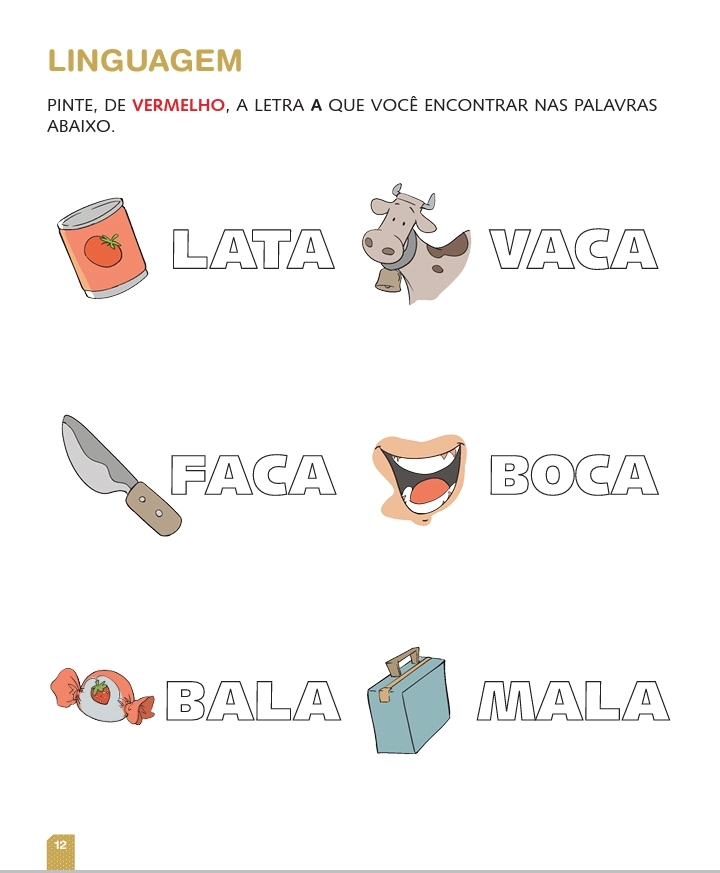 LINGUAGEM
PINTE, DE VERMELHO, A LETRA A QUE VOCÊ ENCONTRAR NAS PALAVRAS
ABAIXO.
LATA VACA
FACA BOCA
BALA MALA
12